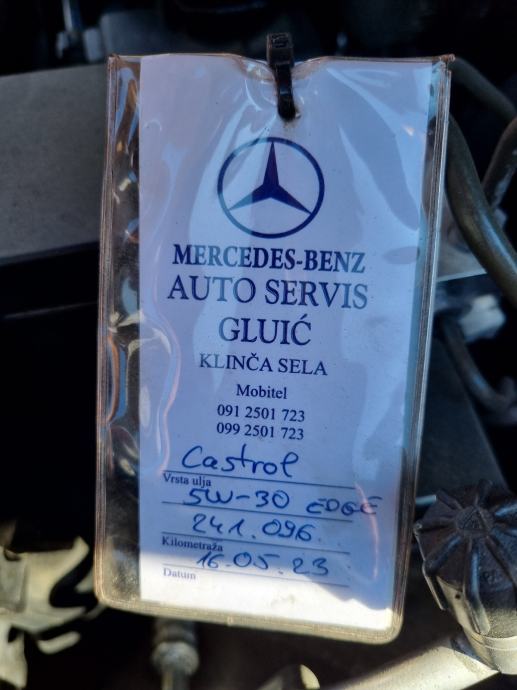 MERCEDES-BENZ
AUTO SERVIS
GLUIĆ
KLINČA SELA
Mobitel
091 2501 723
099 2501 723
Castrol
Vrsta ulja
5W-30 EDGE
241.096.
Kilometraža
16.05.23
Datum